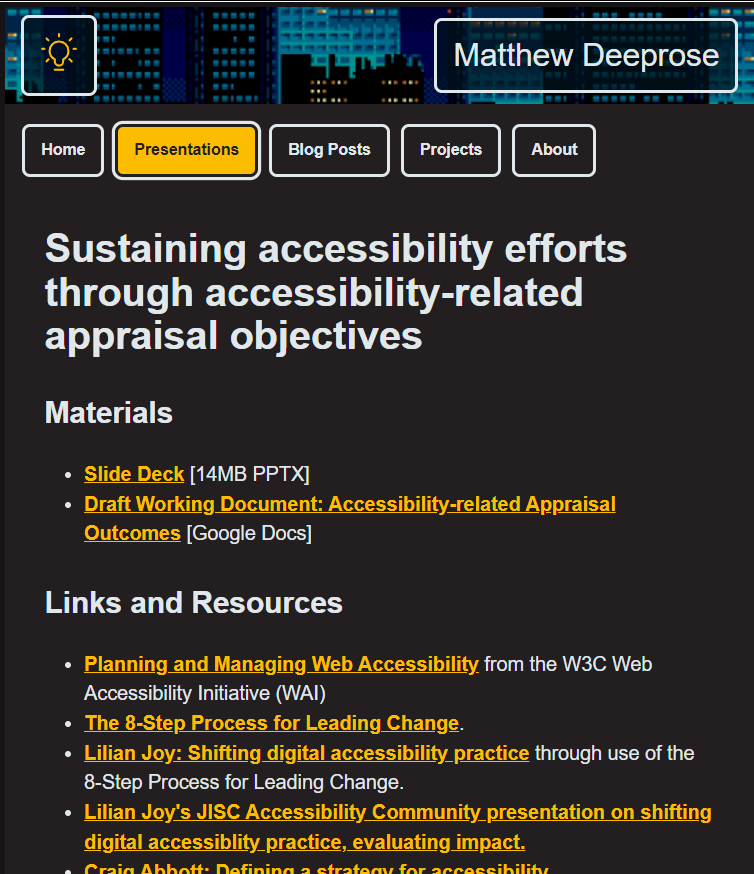 Matthew Deeprose
Home
Presentations
Blog Posts
Projects
About
Sustaining accessibility efforts
through accessibility-related
appraisal objectives
Materials
• Slide Deck [14MB PPTX]
• Draft Working Document: Accessibility-related Appraisal
Outcomes [Google Docs]
Links and Resources
• Planning and Managing Web Accessibility from the W3C Web
Accessibility Initiative (WAI)
• The 8-Step Process for Leading Change.
• Lilian Joy: Shifting digital accessibility practice through use of the
8-Step Process for Leading Change.
• Lilian Joy's JISC Accessibility Community presentation on shifting
digital accessiblity practice, evaluating impact.
• Craig Abbott: Defining a strategy for accessibility